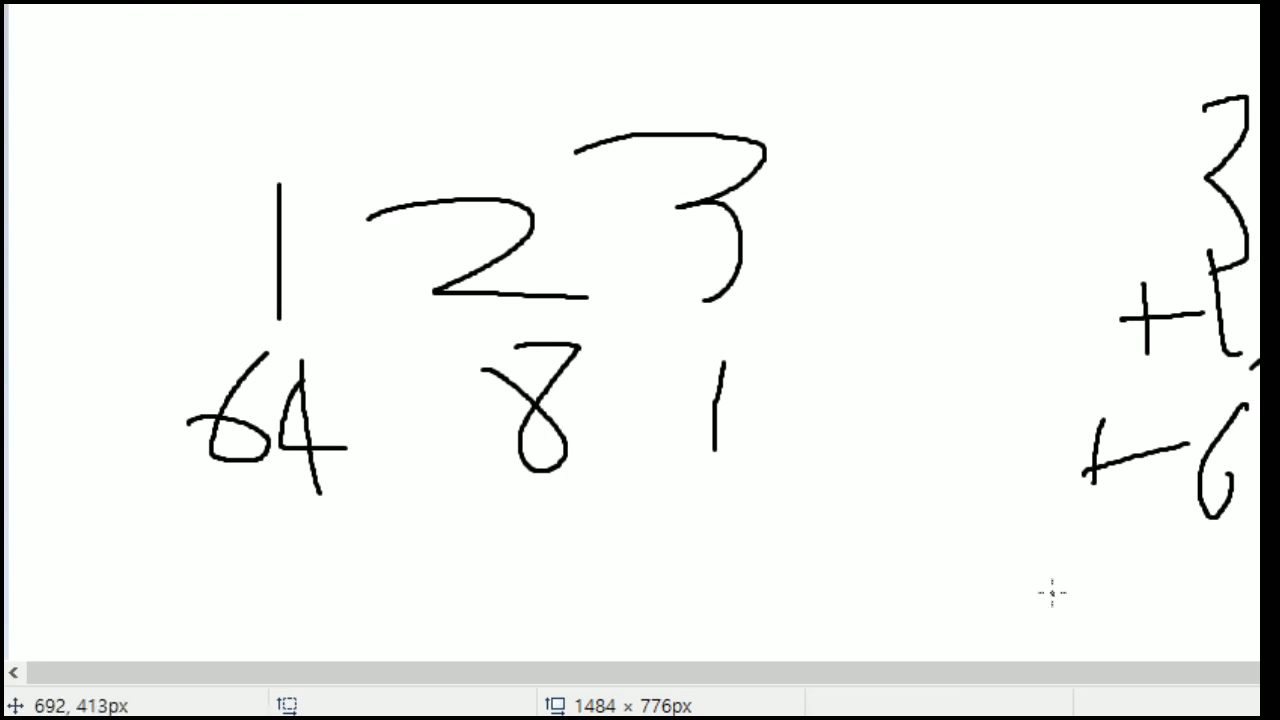 1 2 3
64 8 1
3
+
+ 6
692, 413px
1484 × 776px